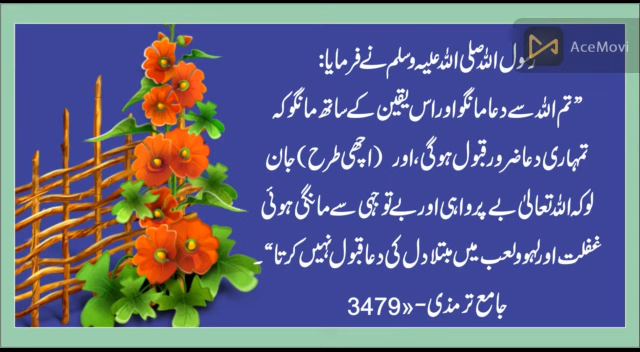 AceMovi
رسول اللہ صلی اللہ علیہ وسلم نے فرمایا:
”تم اللہ سے دعا مانگو اور اس یقین کے ساتھ مانگو کہ
تمہاری دعا ضرور قبول ہوگی، اور (اچھی طرح) جان
لو کہ اللہ تعالیٰ بے پرواہی اور بے توجہی سے مانگی ہوئی
غفلت اور لہو و لعب میں مبتلا دل کی دعا قبول نہیں کرتا“۔
جامع ترمذی-»3479